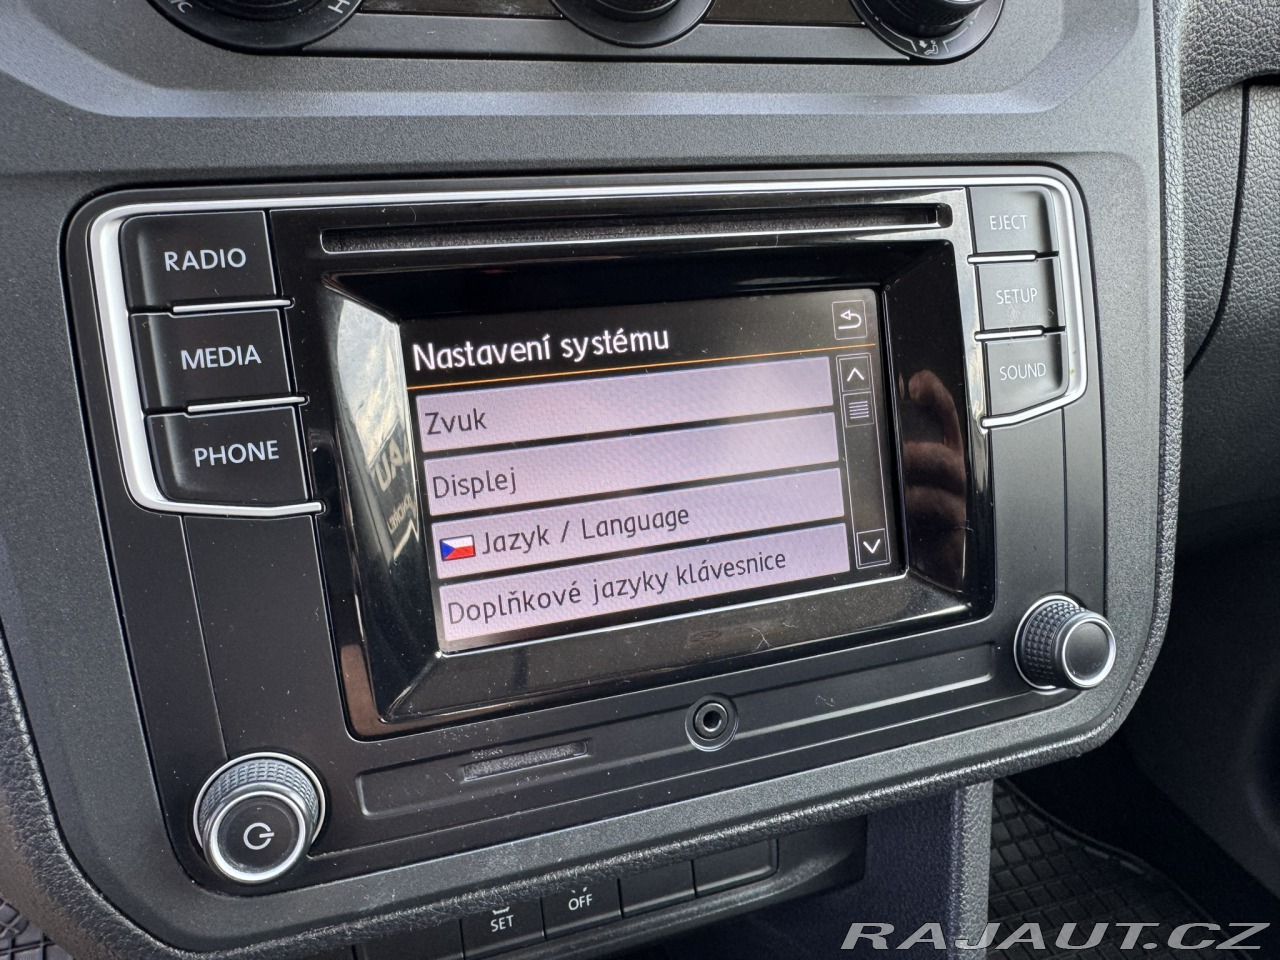 RADIO
MEDIA
PHONE
EJECT
SETUP
SOUND
Nastavení systému
Zvuk
Displej
Jazyk / Language
Doplňkové jazyky klávesnice
SET
OFF
RAJAUT.CZ